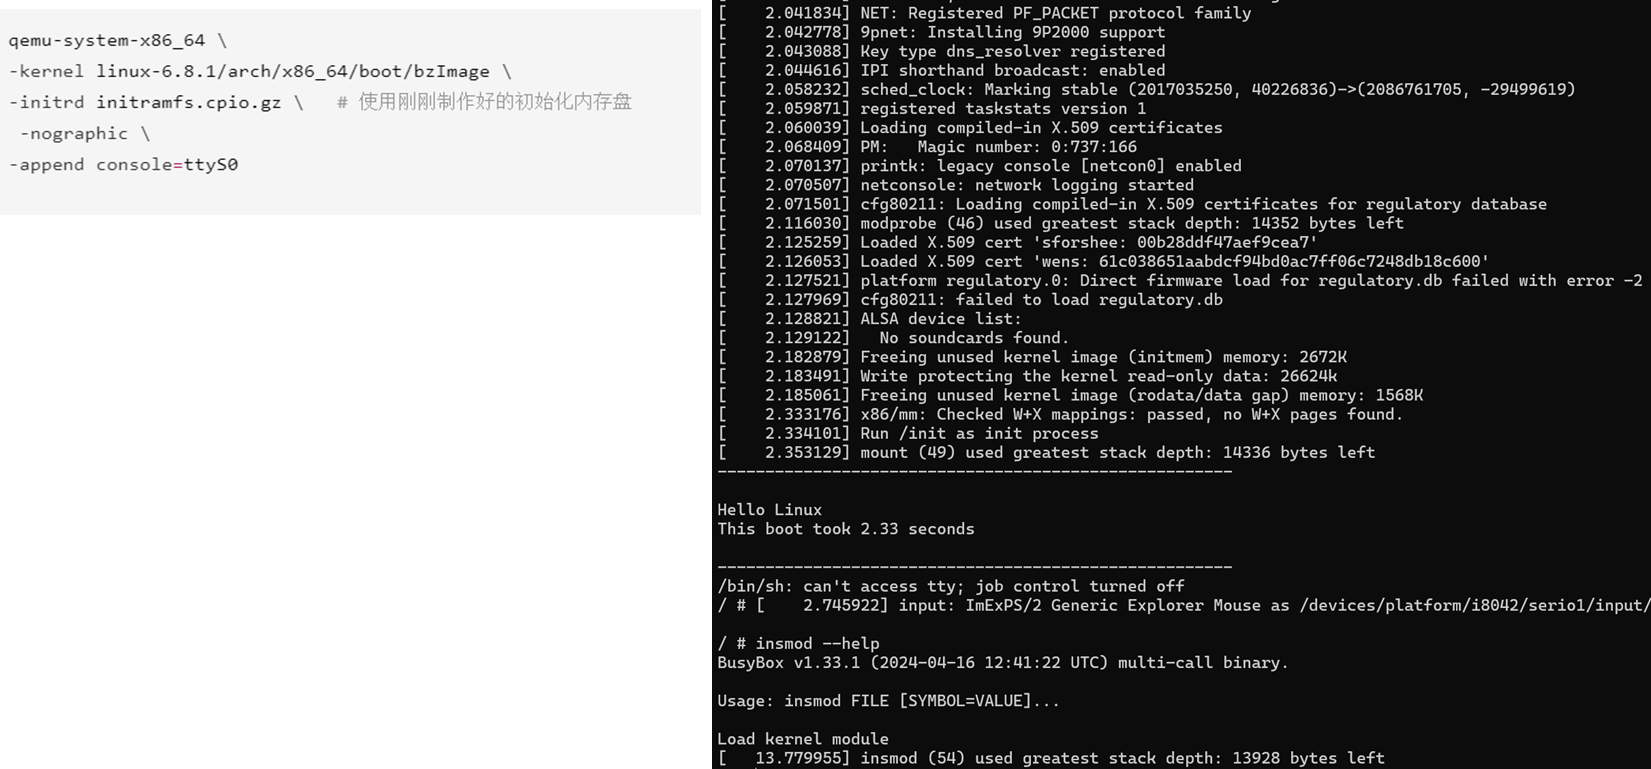 qemu-system-x86_64 \
-kernel linux-6.8.1/arch/x86_64/boot/bzImage \
-initrd initramfs.cpio.gz \   # 使用刚刚制作好的初始化内存盘
 -nographic \
-append console=ttyS0
[    2.041834] NET: Registered PF_PACKET protocol family
[    2.042778] 9pnet: Installing 9P2000 support
[    2.043088] Key type dns_resolver registered
[    2.044616] IPI shorthand broadcast: enabled
[    2.058232] sched_clock: Marking stable (2017035250, 40226836)->(2086761705, -29499619)
[    2.059871] registered taskstats version 1
[    2.060039] Loading compiled-in X.509 certificates
[    2.068409] PM:   Magic number: 0:737:166
[    2.070137] printk: legacy console [netcon0] enabled
[    2.070507] netconsole: network logging started
[    2.071501] cfg80211: Loading compiled-in X.509 certificates for regulatory database
[    2.116030] modprobe (46) used greatest stack depth: 14352 bytes left
[    2.125259] Loaded X.509 cert 'sforshee: 00b28ddf47aef9cea7'
[    2.126053] Loaded X.509 cert 'wens: 61c038651aabdcf94bd0ac7ff06c7248db18c600'
[    2.127521] platform regulatory.0: Direct firmware load for regulatory.db failed with error -2
[    2.127969] cfg80211: failed to load regulatory.db
[    2.128821] ALSA device list:
[    2.129122]   No soundcards found.
[    2.182879] Freeing unused kernel image (initmem) memory: 2672K
[    2.183491] Write protecting the kernel read-only data: 26624k
[    2.185061] Freeing unused kernel image (rodata/data gap) memory: 1568K
[    2.333176] x86/mm: Checked W+X mappings: passed, no W+X pages found.
[    2.334101] Run /init as init process
[    2.353129] mount (49) used greatest stack depth: 14336 bytes left
------------------------------------------------------
Hello Linux
This boot took 2.33 seconds
------------------------------------------------------
/bin/sh: can't access tty; job control turned off
/ # [    2.745922] input: ImExPS/2 Generic Explorer Mouse as /devices/platform/i8042/serio1/input/
/ # insmod --help
BusyBox v1.33.1 (2024-04-16 12:41:22 UTC) multi-call binary.
Usage: insmod FILE [SYMBOL=VALUE]...
Load kernel module
[   13.779955] insmod (54) used greatest stack depth: 13928 bytes left